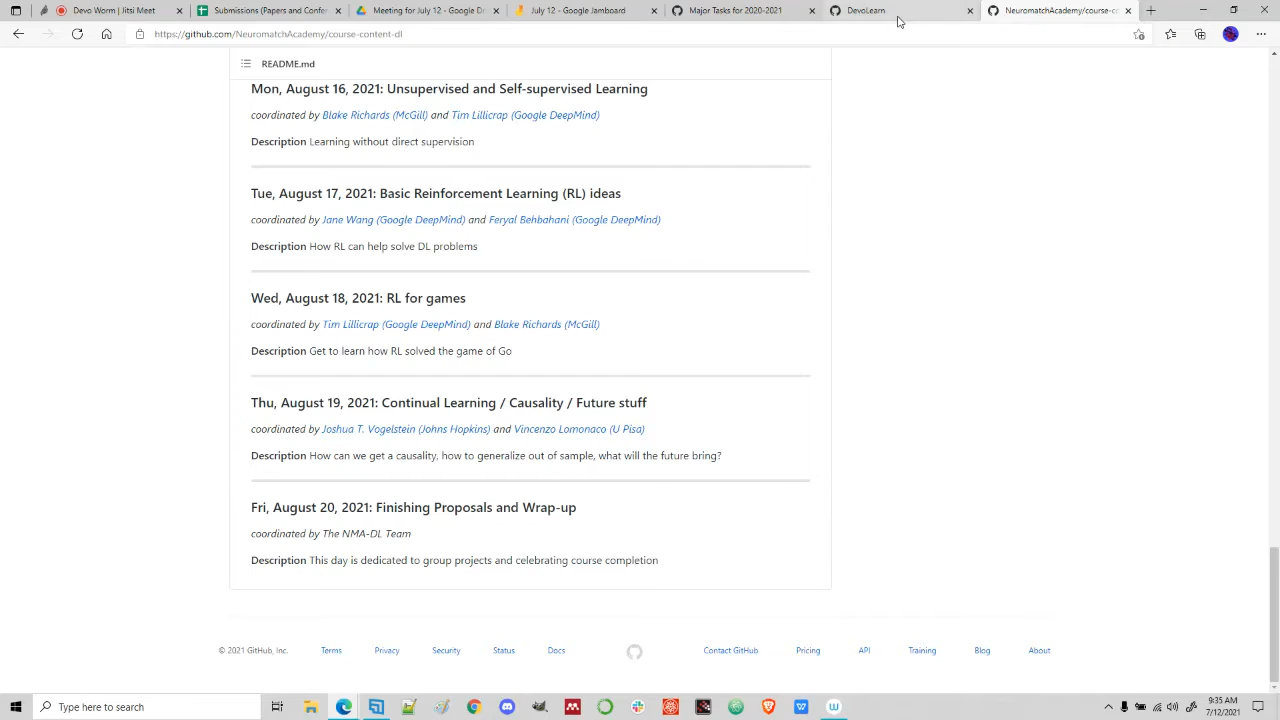 Dev Worm | Jitsi Meet
Submissions (Papers and Confer
Meeting for July 12 - Google Do
July 12 - Google Jamboard
Major Tasks for 2020-2021
DevoLearn
NeuromatchAcademy/course-co
https://github.com/NeuromatchAcademy/course-content-dl
README.md
Mon, August 16, 2021: Unsupervised and Self-supervised Learning
coordinated by Blake Richards (McGill) and Tim Lillicrap (Google DeepMind)
Description Learning without direct supervision
Tue, August 17, 2021: Basic Reinforcement Learning (RL) ideas
coordinated by Jane Wang (Google DeepMind) and Feryal Behbahani (Google DeepMind)
Description How RL can help solve DL problems
Wed, August 18, 2021: RL for games
coordinated by Tim Lillicrap (Google DeepMind) and Blake Richards (McGill)
Description Get to learn how RL solved the game of Go
Thu, August 19, 2021: Continual Learning / Causality / Future stuff
coordinated by Joshua T. Vogelstein (Johns Hopkins) and Vincenzo Lomonaco (U Pisa)
Description How can we get a causality, how to generalize out of sample, what will the future bring?
Fri, August 20, 2021: Finishing Proposals and Wrap-up
coordinated by The NMA-DL Team
Description This day is dedicated to group projects and celebrating course completion
© 2021 GitHub, Inc. Terms Privacy Security Status Docs Contact GitHub Pricing API Training Blog About
Type here to search
9:35 AM
7/12/2021